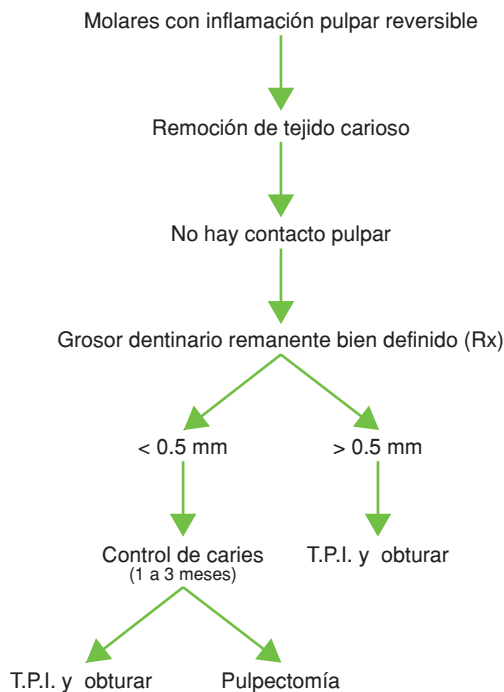 Molares con inflamación pulpar reversible
Remoción de tejido carioso
No hay contacto pulpar
Grosor dentinario remanente bien definido (Rx)
< 0.5 mm
> 0.5 mm
Control de caries
(1 a 3 meses)
T.P.I. y obturar
T.P.I. y obturar
Pulpectomía